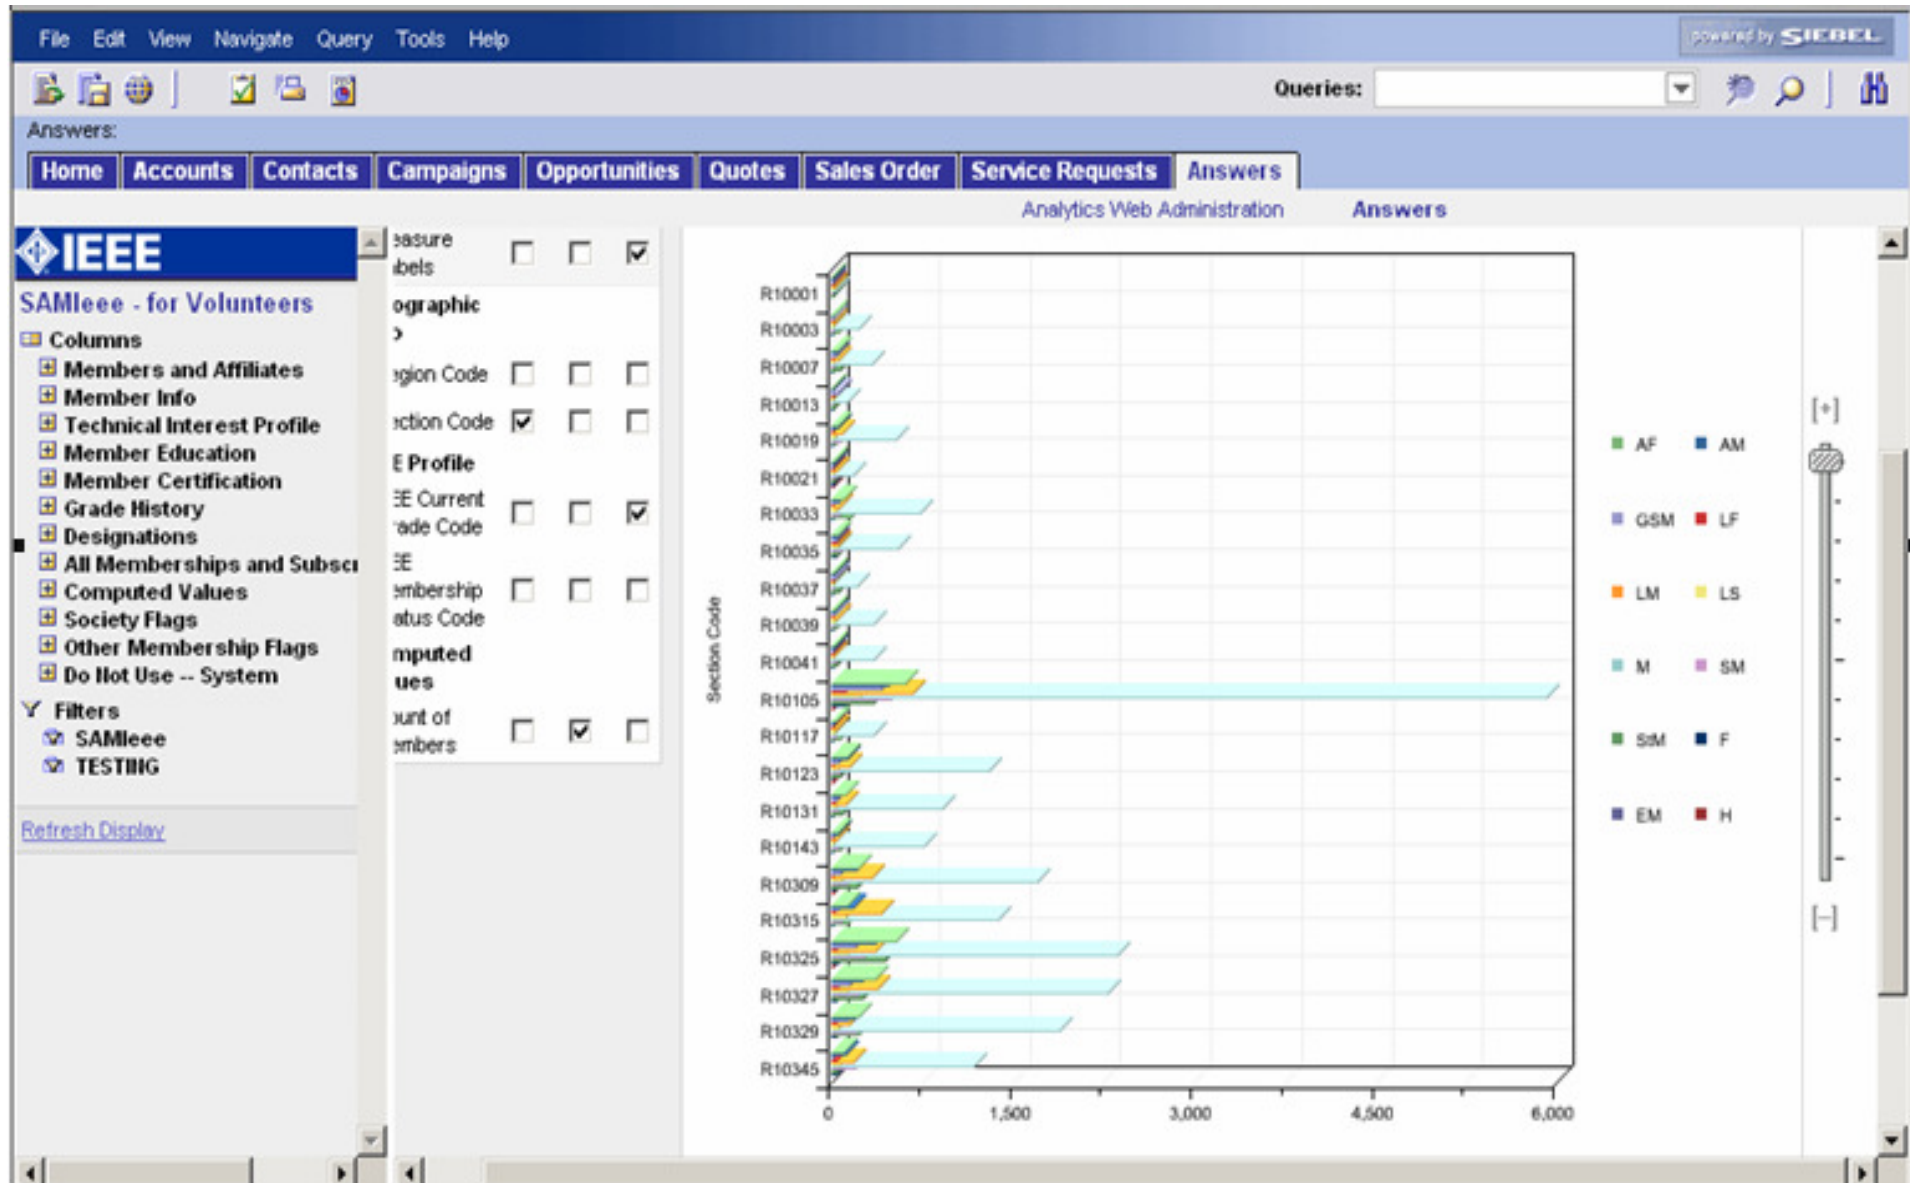 File Edit View Navigate Query Tools Help
powered by SIEBEL
Queries:
Answers:
Home Accounts Contacts Campaigns Opportunities Quotes Sales Order Service Requests Answers
Analytics Web Administration Answers
IEEE
SAMIeee - for Volunteers
Columns
Members and Affiliates
Member Info
Technical Interest Profile
Member Education
Member Certification
Grade History
Designations
All Memberships and Subscr
Computed Values
Society Flags
Other Membership Flags
Do Not Use -- System
Filters
SAMIeee
TESTING
Refresh Display
easure
bels
ographic
egion Code
ection Code
E Profile
EE Current
rade Code
EE
embership
atus Code
mputed
ues
ount of
embers
Section Code
R10001
R10003
R10007
R10013
R10019
R10021
R10033
R10035
R10037
R10039
R10041
R10105
R10117
R10123
R10131
R10143
R10309
R10315
R10325
R10327
R10329
R10345
0 1,500 3,000 4,500 6,000
AF AM
GSM LF
LM LS
M SM
StM F
EM H
[+]
[-]